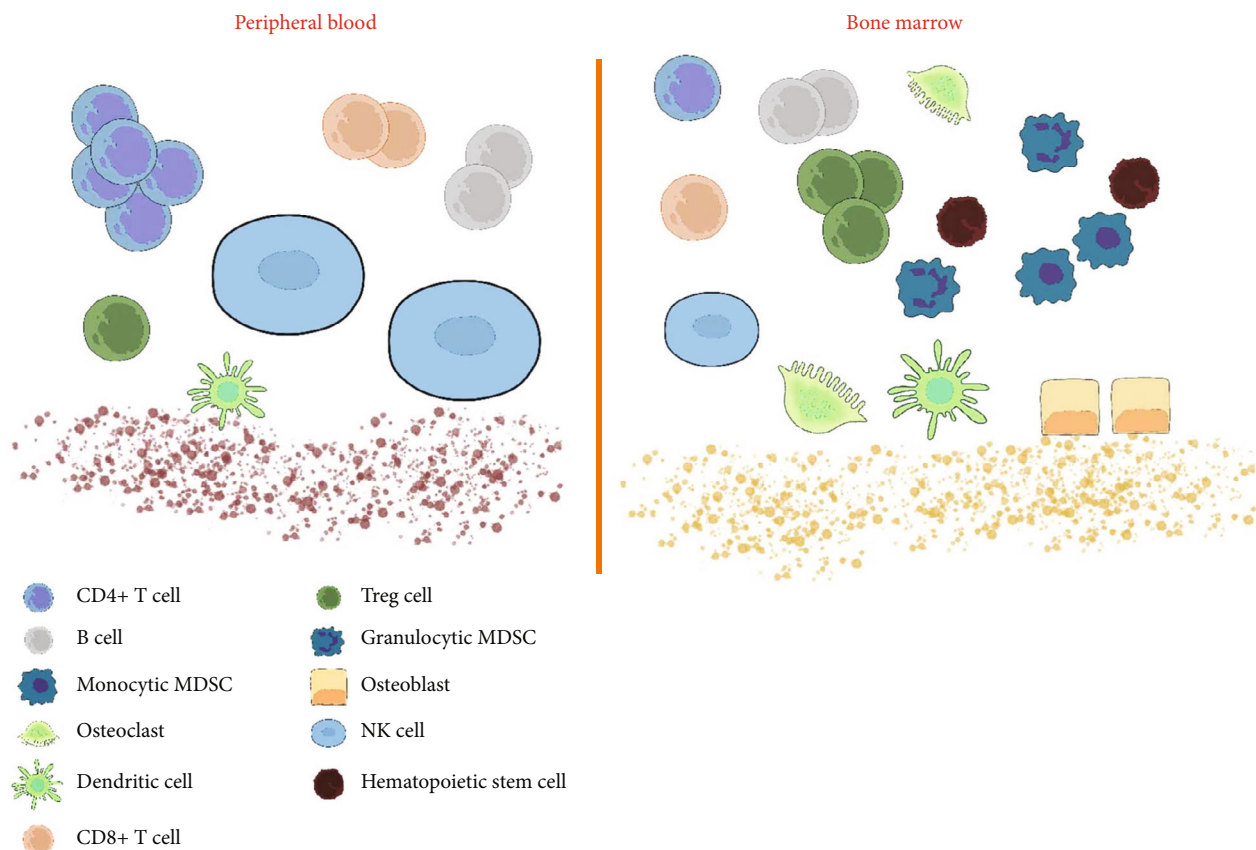 Peripheral blood
Bone marrow
CD4+ T cell
B cell
Monocytic MDSC
Osteoclast
Dendritic cell
CD8+ T cell
Treg cell
Granulocytic MDSC
Osteoblast
NK cell
Hematopoietic stem cell